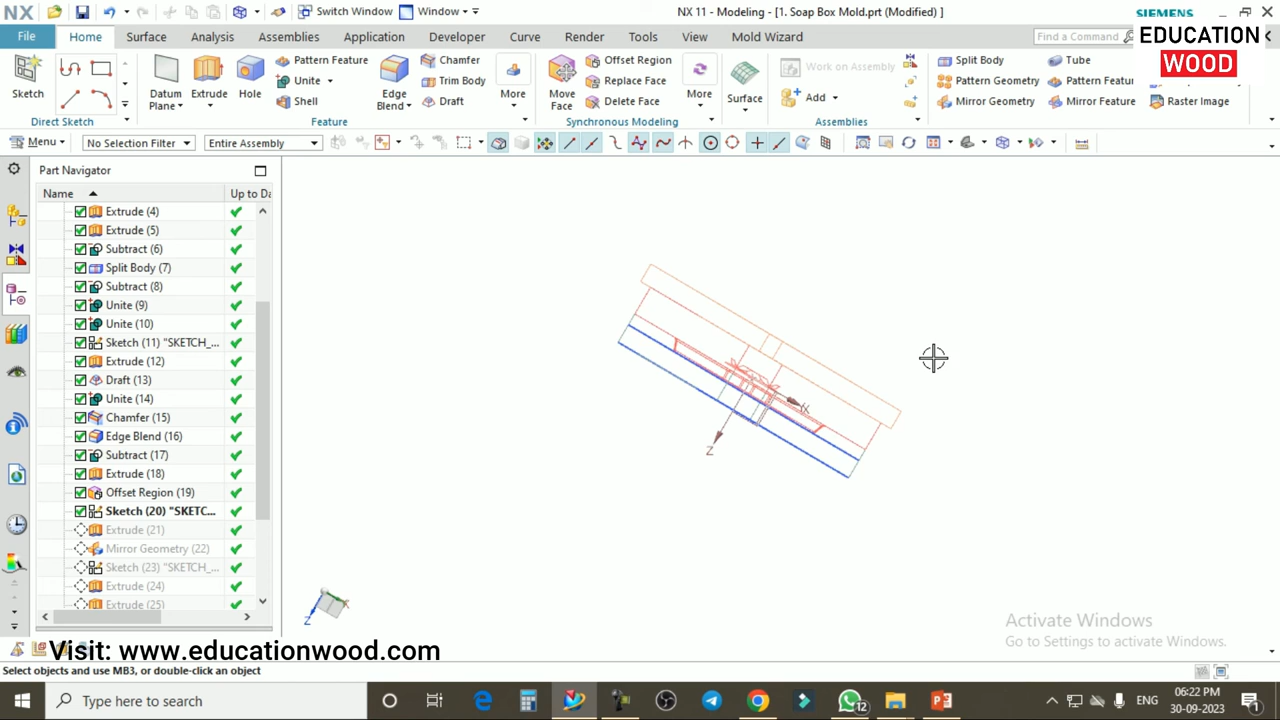 NX
Switch Window
Window
NX 11 - Modeling - [1. Soap Box Mold.prt (Modified) ]
SIEMENS
File
Home
Surface
Analysis
Assemblies
Application
Developer
Curve
Render
Tools
View
Mold Wizard
Find a Command
EDUCATION
WOOD
Sketch
Direct Sketch
Datum
Plane
Extrude
Hole
Pattern Feature
Unite
Shell
Edge
Blend
Chamfer
Trim Body
Draft
More
Feature
Move
Face
Offset Region
Replace Face
Delete Face
More
Synchronous Modeling
Surface
Work on Assembly
Add
Assemblies
Split Body
Pattern Geometry
Mirror Geometry
Tube
Pattern Featu
Mirror Feature
Raster Image
Menu
No Selection Filter
Entire Assembly
Part Navigator
Name
Up to Da
Extrude (4)
Extrude (5)
Subtract (6)
Split Body (7)
Subtract (8)
Unite (9)
Unite (10)
Sketch (11) "SKETCH_...
Extrude (12)
Draft (13)
Unite (14)
Chamfer (15)
Edge Blend (16)
Subtract (17)
Extrude (18)
Offset Region (19)
Sketch (20) "SKETC...
Extrude (21)
Mirror Geometry (22)
Sketch (23) "SKETCH_...
Extrude (24)
Extrude (25)
X
Z
Z
Activate Windows
Go to Settings to activate Windows.
Visit: www.educationwood.com
Select objects and use MB3, or double-click an object
Type here to search
12
ENG
06:22 PM
30-09-2023
1